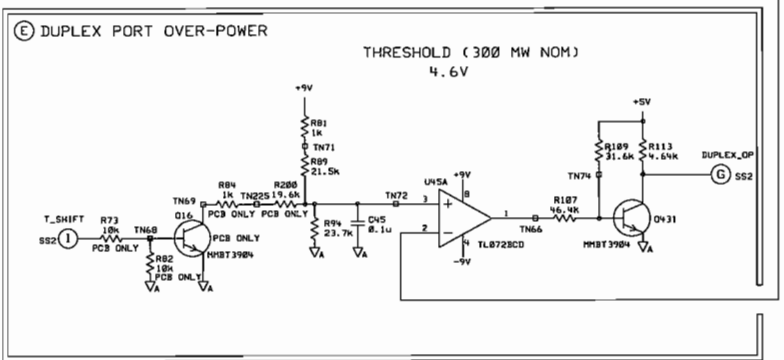 E DUPLEX PORT OVER-POWER
THRESHOLD (300 MW NOM)
4.6V
+9V
R81
1k
TN71
R89
21.5k
+5V
R109
31.6k
R113
4.64k
DUPLEX_OP
G SS2
TN74
R84
1k
TN69
TN225
R200
19.6k
PCB ONLY
PCB ONLY
TN72
U45A
+9V
8
3
+
2
-
1
4
-9V
TL072BCD
TN66
R107
46.4k
Q431
MMBT3904
A
T_SHIFT
SS2 1
R73
10k
PCB ONLY
TN68
Q16
PCB ONLY
MMBT3904
R82
10k
PCB ONLY
A
A
R94
23.7k
C45
0.1u
A
A